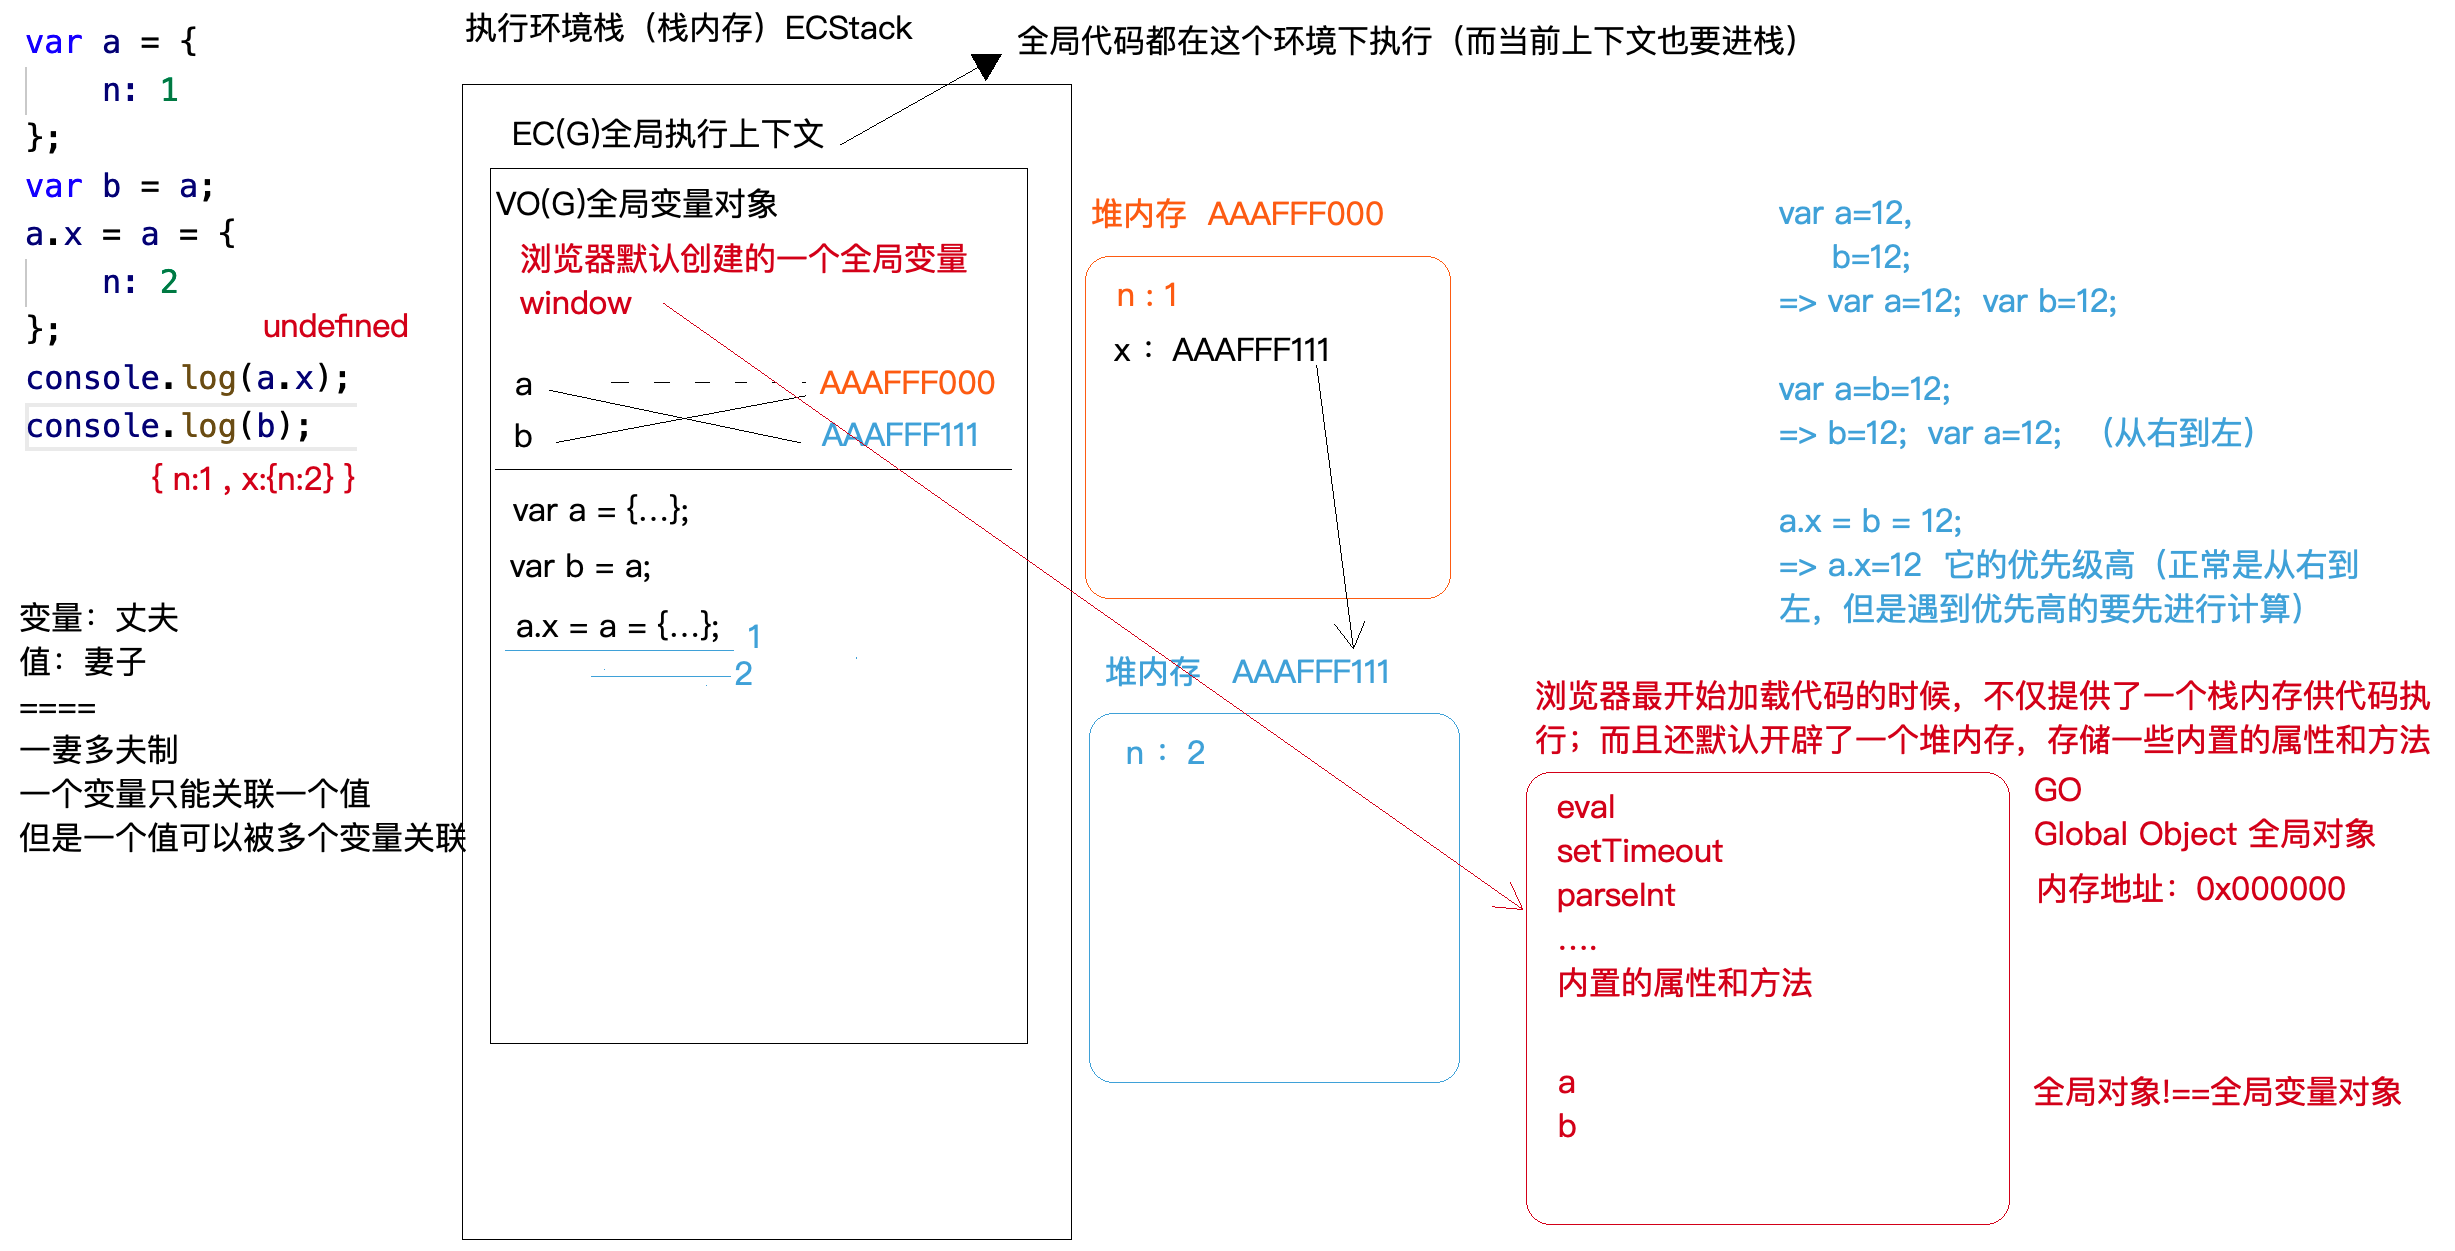 var a = {
n: 1
};
var b = a;
a.x = a = {
n: 2
};
undefined
console.log(a.x);
console.log(b);
{ n:1 , x:{n:2} }
变量：丈夫
值：妻子
====
一妻多夫制
一个变量只能关联一个值
但是一个值可以被多个变量关联
执行环境栈（栈内存）ECStack
全局代码都在这个环境下执行（而当前上下文也要进栈）
EC(G)全局执行上下文
VO(G)全局变量对象
浏览器默认创建的一个全局变量
window
a
AAAFFF000
b
AAAFFF111
var a = {...};
var b = a;
a.x = a = {...};
1
2
堆内存 AAAFFF000
n : 1
x ： AAAFFF111
堆内存 AAAFFF111
n ： 2
var a=12,
b=12;
=> var a=12; var b=12;
var a=b=12;
=> b=12; var a=12; （从右到左）
a.x = b = 12;
=> a.x=12 它的优先级高（正常是从右到
左，但是遇到优先高的要先进行计算）
浏览器最开始加载代码的时候，不仅提供了一个栈内存供代码执
行；而且还默认开辟了一个堆内存，存储一些内置的属性和方法
eval
setTimeout
parseInt
....
内置的属性和方法
a
b
GO
Global Object 全局对象
内存地址：0x000000
全局对象!==全局变量对象